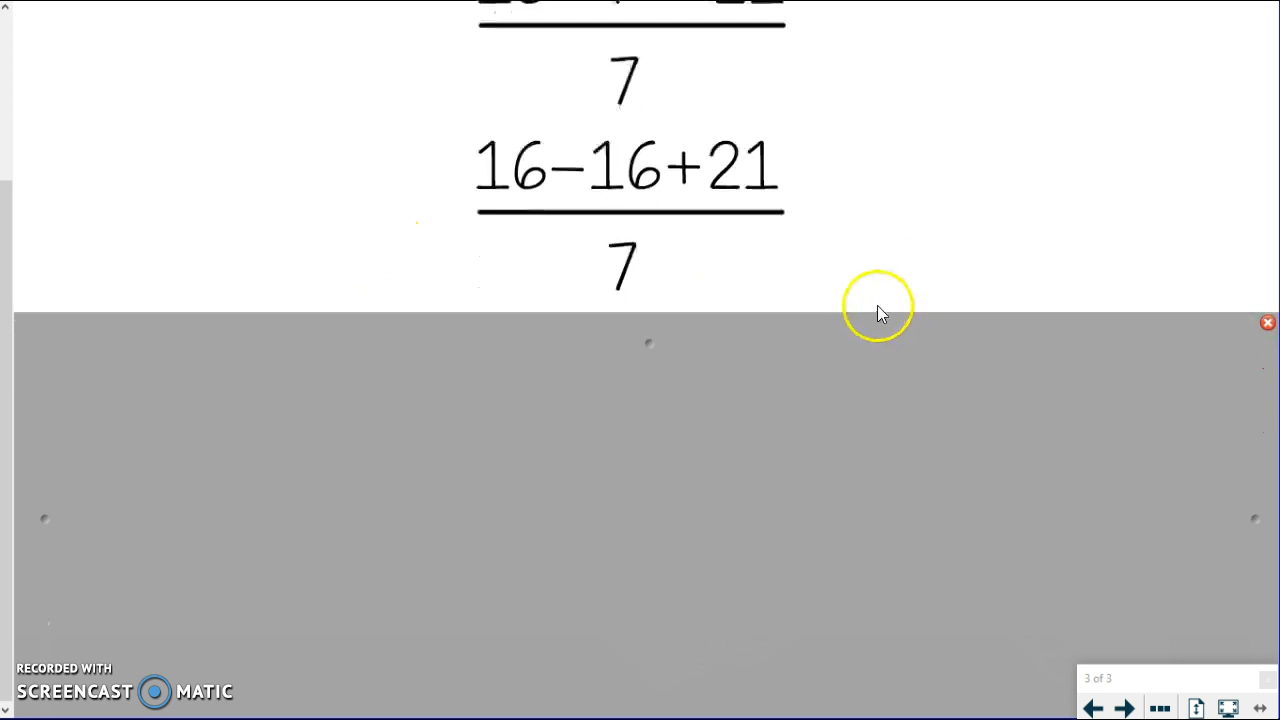 7
16-16+21
7
3 of 3
RECORDED WITH
SCREENCAST MATIC